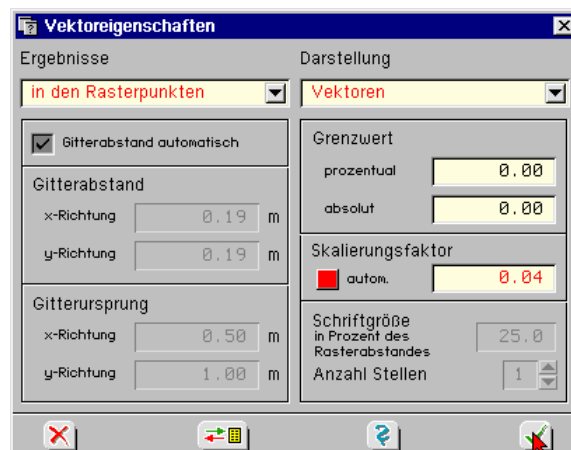 Vektoreigenschaften
Ergebnisse
in den Rasterpunkten
Gitterabstand automatisch
Gitterabstand
x-Richtung 0.19 m
y-Richtung 0.19 m
Gitterursprung
x-Richtung 0.50 m
y-Richtung 1.00 m
Darstellung
Vektoren
Grenzwert
prozentual 0.00
absolut 0.00
Skalierungsfaktor
autom. 0.04
Schriftgröße
in Prozent des
Rasterabstandes 25.0
Anzahl Stellen 1